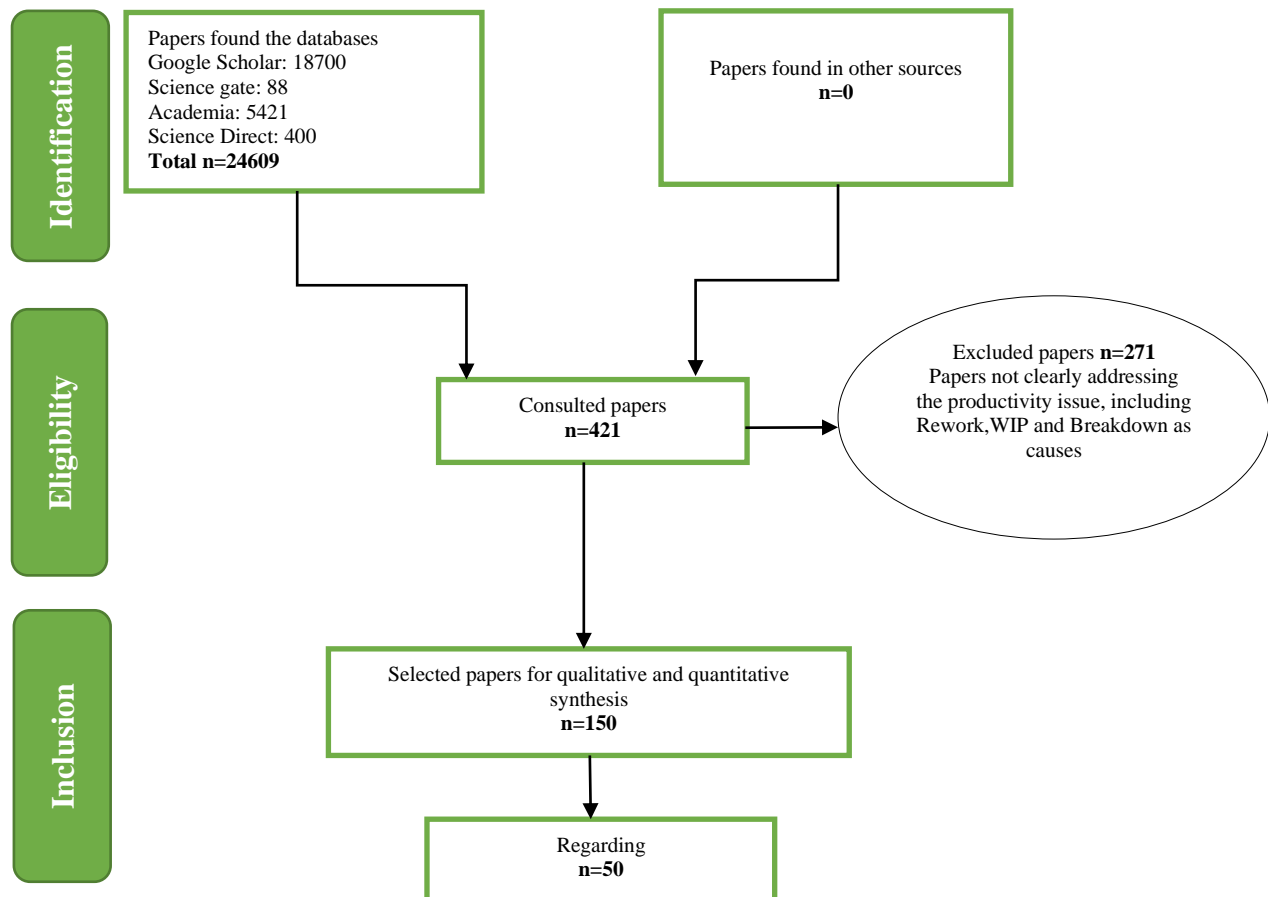 Identification
Papers found the databases
Google Scholar: 18700
Science gate: 88
Academia: 5421
Science Direct: 400
Total n=24609
Papers found in other sources
n=0
Eligibility
Consulted papers
n=421
Excluded papers n=271
Papers not clearly addressing
the productivity issue, including
Rework,WIP and Breakdown as
causes
Inclusion
Selected papers for qualitative and quantitative
synthesis
n=150
Regarding
n=50